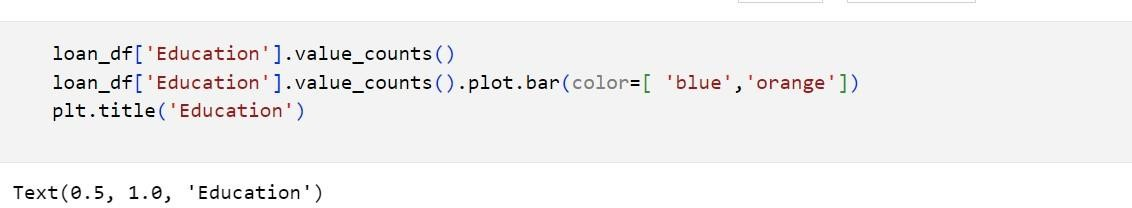 loan_df['Education'].value_counts()
loan_df['Education'].value_counts().plot.bar(color=[ 'blue','orange'])
plt.title('Education')
Text(0.5, 1.0, 'Education')